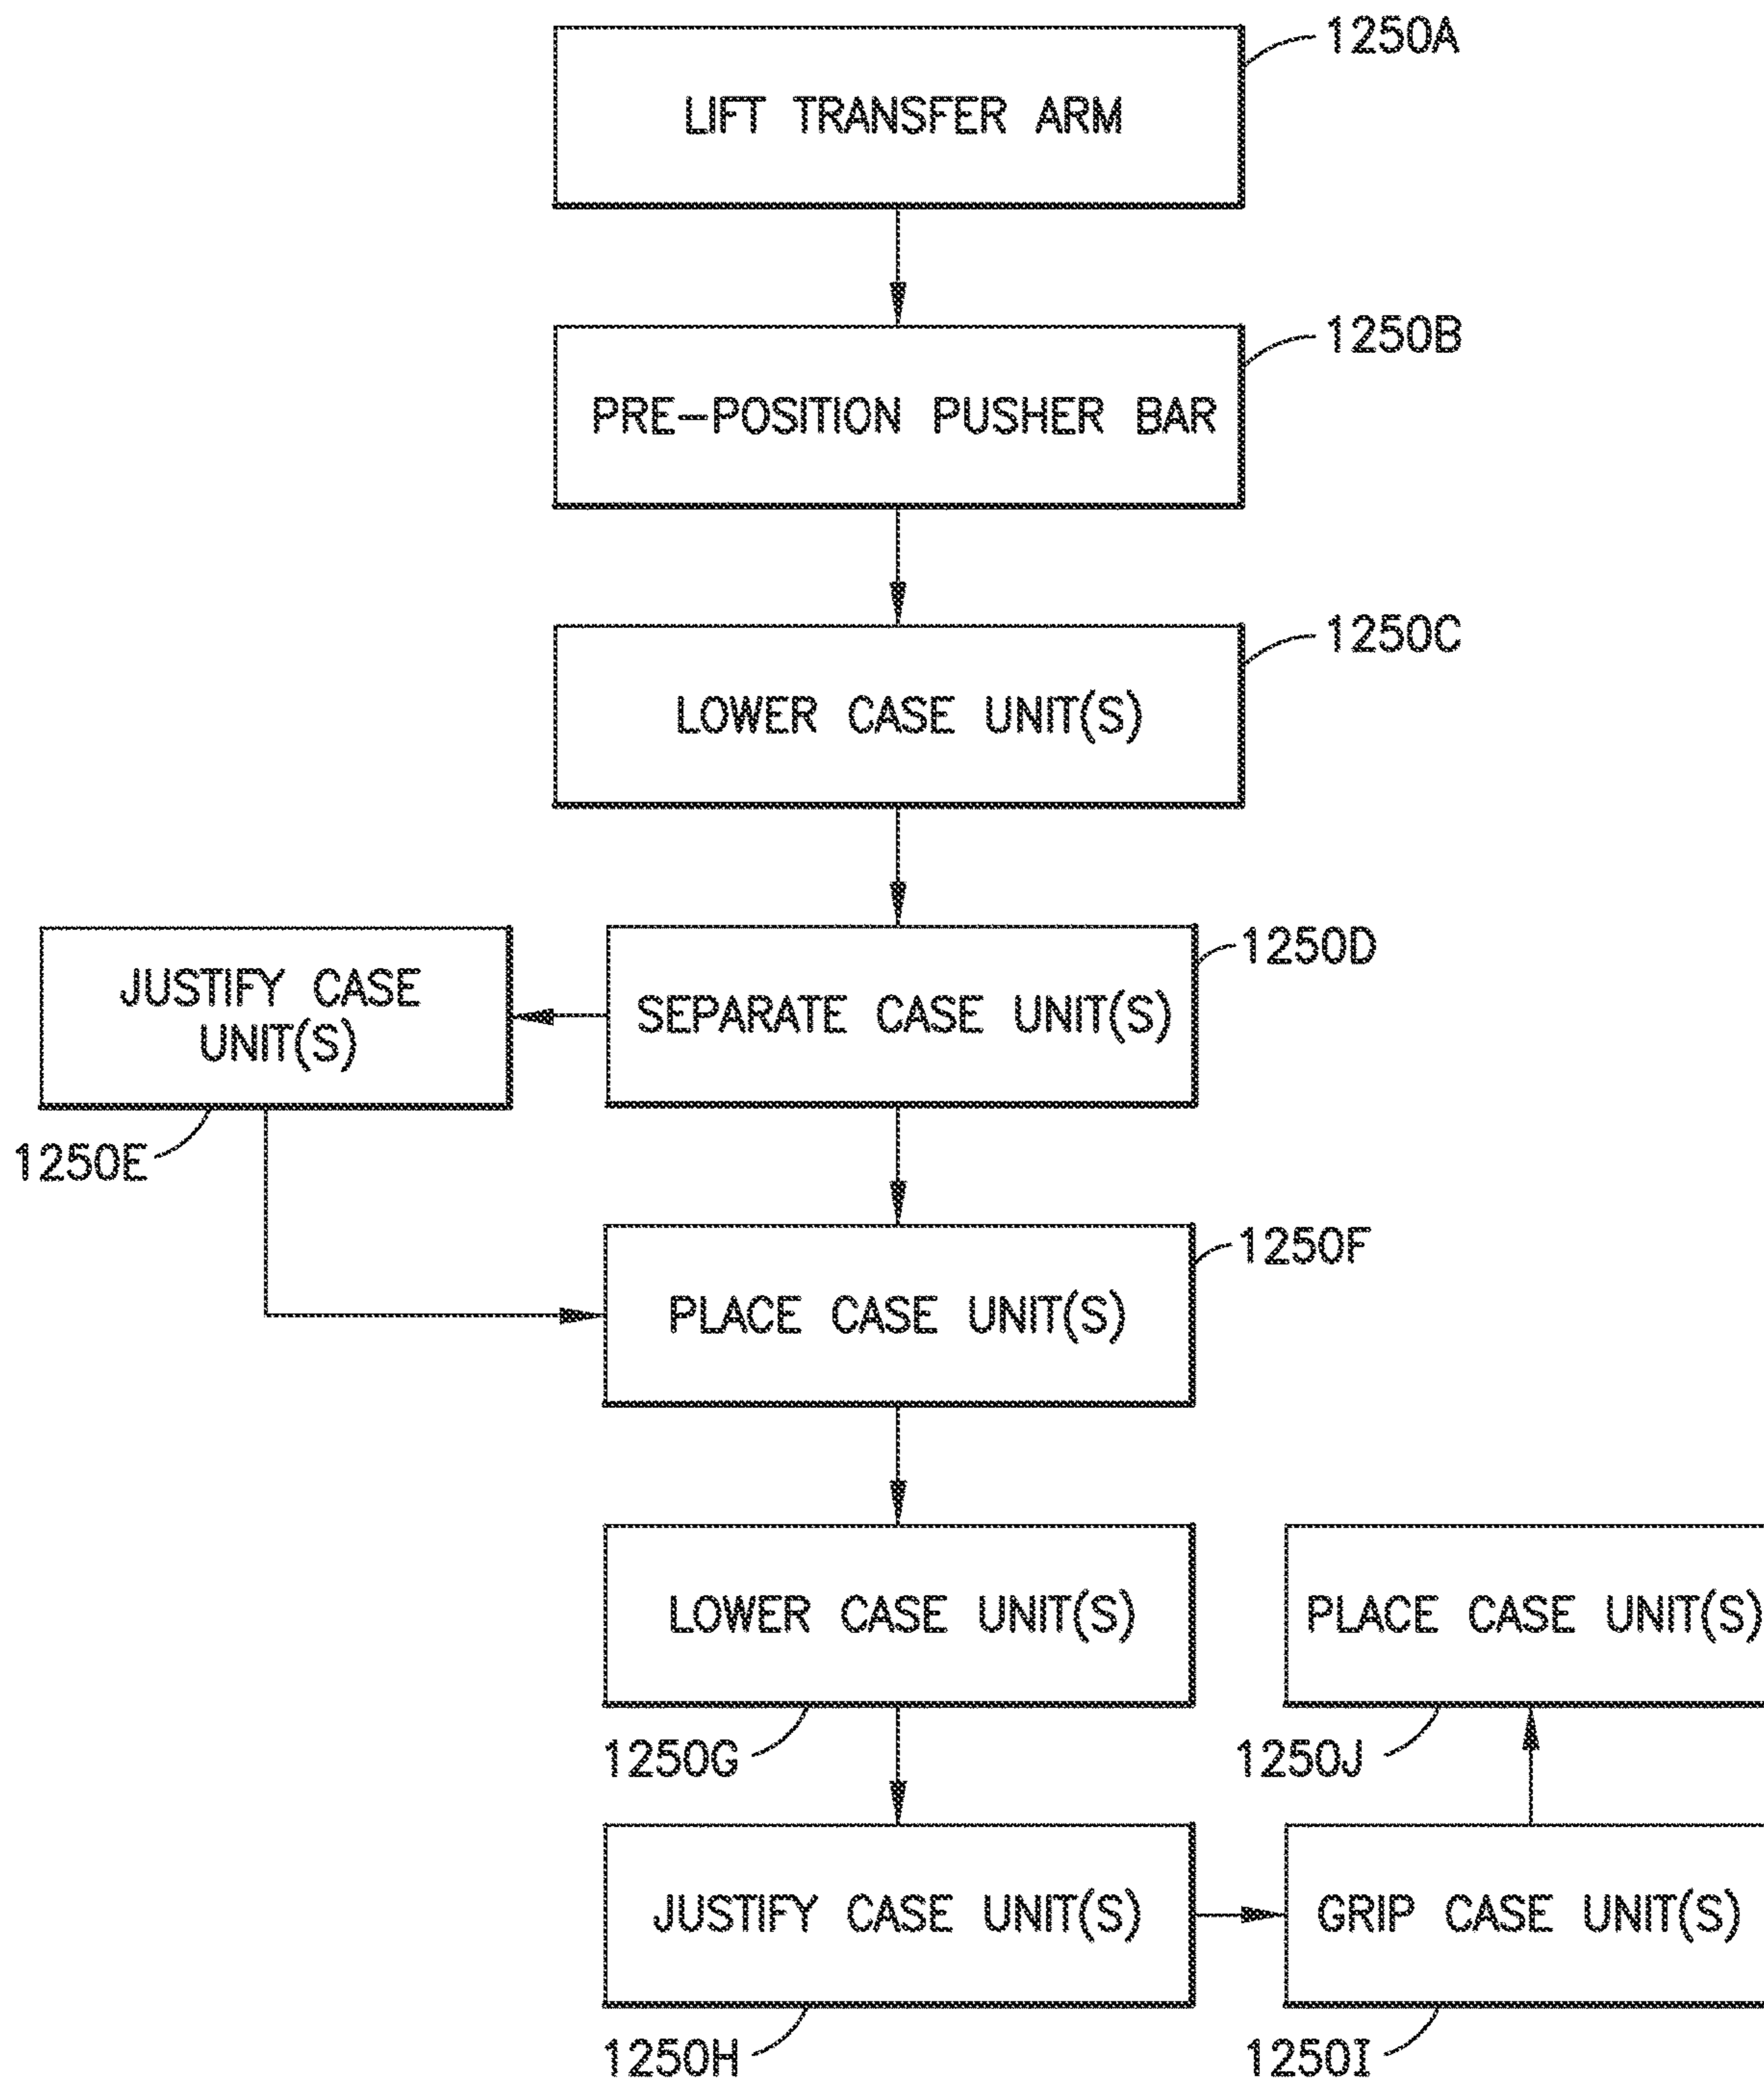 1250A
LIFT TRANSFER ARM
1250B
PRE-POSITION PUSHER BAR
1250C
LOWER CASE UNIT(S)
1250D
JUSTIFY CASE
UNIT(S)
SEPARATE CASE UNIT(S)
1250E
1250F
PLACE CASE UNIT(S)
LOWER CASE UNIT(S)
PLACE CASE UNIT(S)
1250G
1250J
JUSTIFY CASE UNIT(S)
GRIP CASE UNIT(S)
1250H
1250I